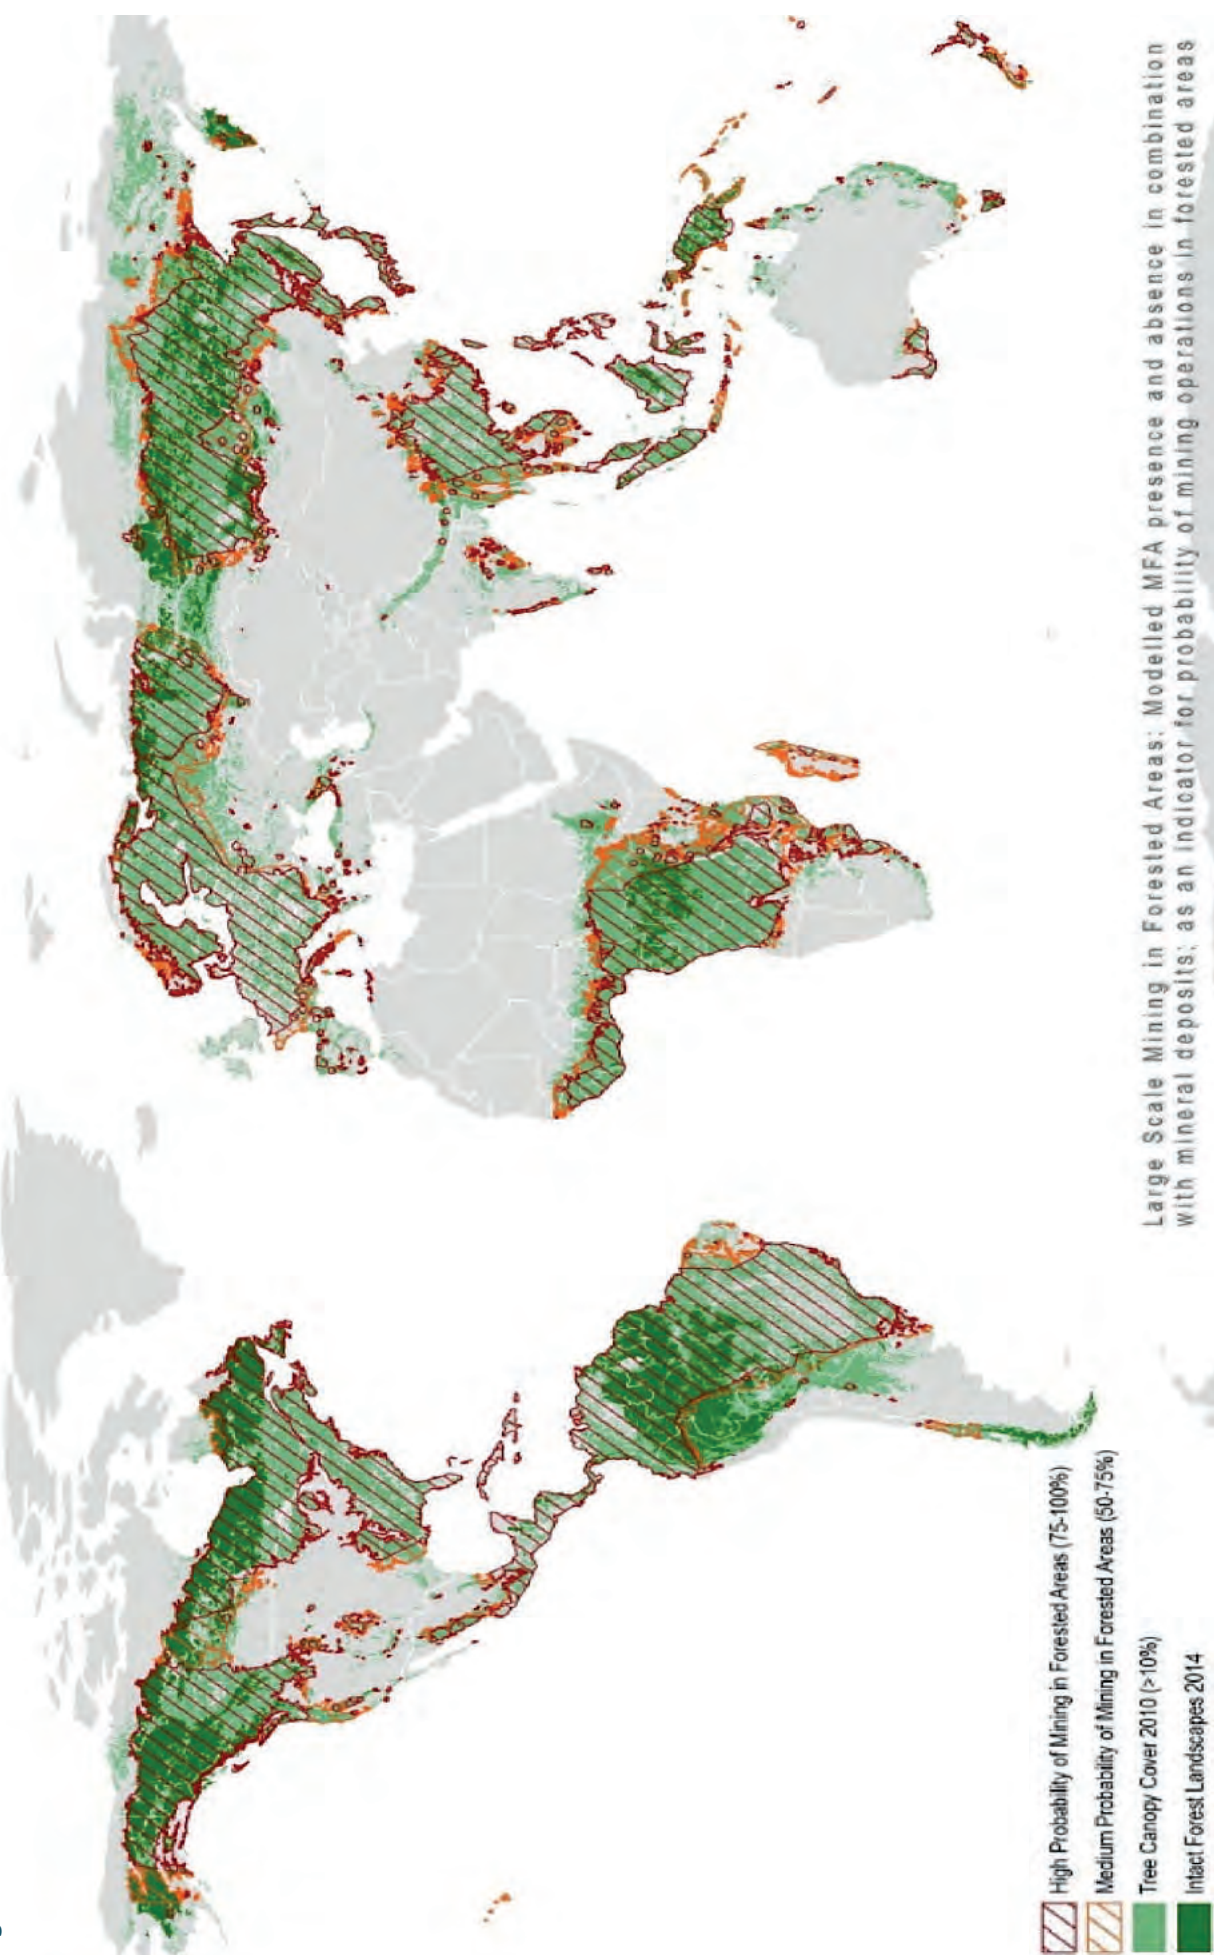 Large Scale Mining in Forested Areas: Modelled MFA presence and absence in combination
with mineral deposits; as an indicator for probability of mining operations in forested areas
High Probability of Mining in Forested Areas (75-100%)
Medium Probability of Mining in Forested Areas (50-75%)
Tree Canopy Cover 2010 (>10%)
Intact Forest Landscapes 2014